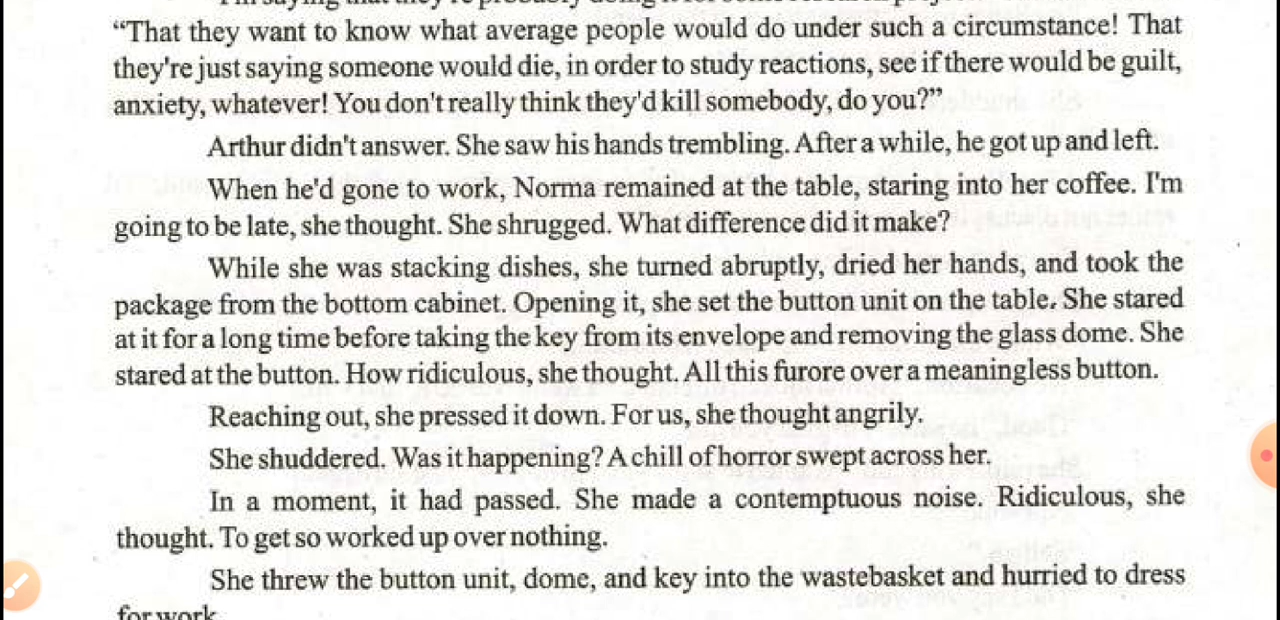 “That they want to know what average people would do under such a circumstance! That
they're just saying someone would die, in order to study reactions, see if there would be guilt,
anxiety, whatever! You don't really think they'd kill somebody, do you?”
Arthur didn't answer. She saw his hands trembling. After a while, he got up and left.
When he'd gone to work, Norma remained at the table, staring into her coffee. I'm
going to be late, she thought. She shrugged. What difference did it make?
While she was stacking dishes, she turned abruptly, dried her hands, and took the
package from the bottom cabinet. Opening it, she set the button unit on the table. She stared
at it for a long time before taking the key from its envelope and removing the glass dome. She
stared at the button. How ridiculous, she thought. All this furore over a meaningless button.
Reaching out, she pressed it down. For us, she thought angrily.
She shuddered. Was it happening? A chill of horror swept across her.
In a moment, it had passed. She made a contemptuous noise. Ridiculous, she
thought. To get so worked up over nothing.
She threw the button unit, dome, and key into the wastebasket and hurried to dress
for work